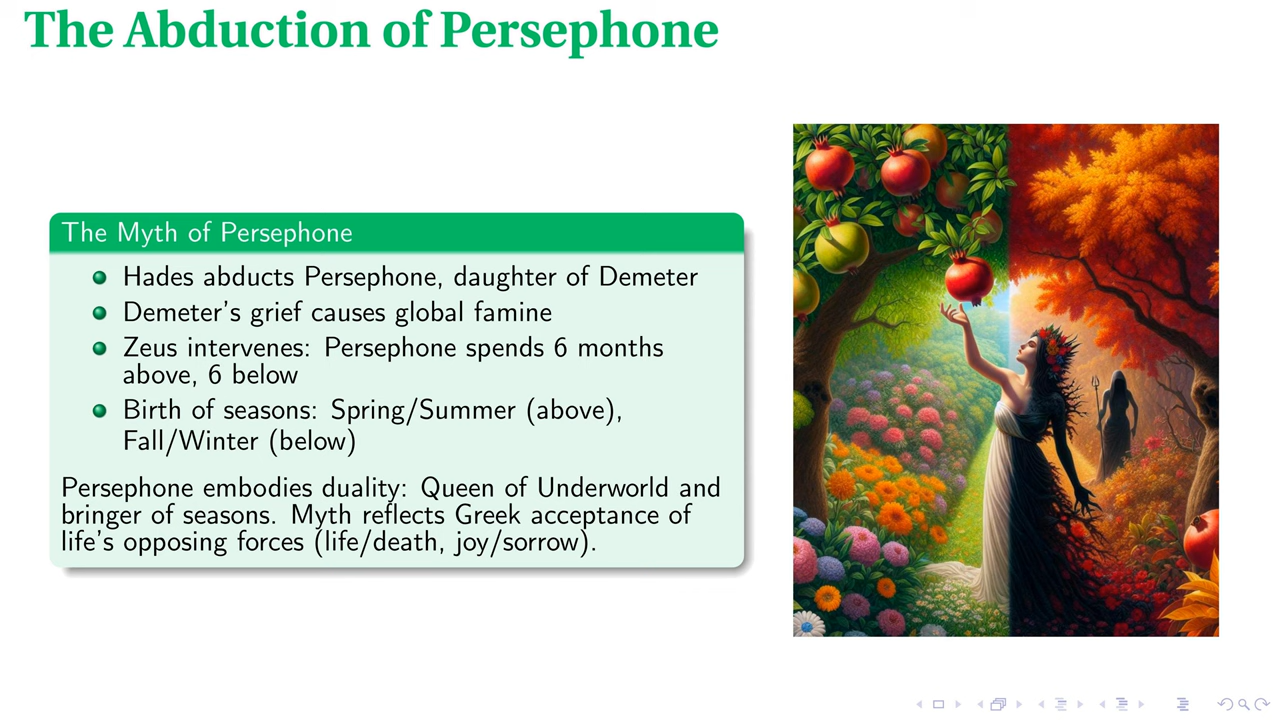 The Abduction of Persephone
The Myth of Persephone
Hades abducts Persephone, daughter of Demeter
Demeter's grief causes global famine
Zeus intervenes: Persephone spends 6 months
above, 6 below
Birth of seasons: Spring/Summer (above),
Fall/Winter (below)
Persephone embodies duality: Queen of Underworld and
bringer of seasons. Myth reflects Greek acceptance of
life's opposing forces (life/death, joy/sorrow).